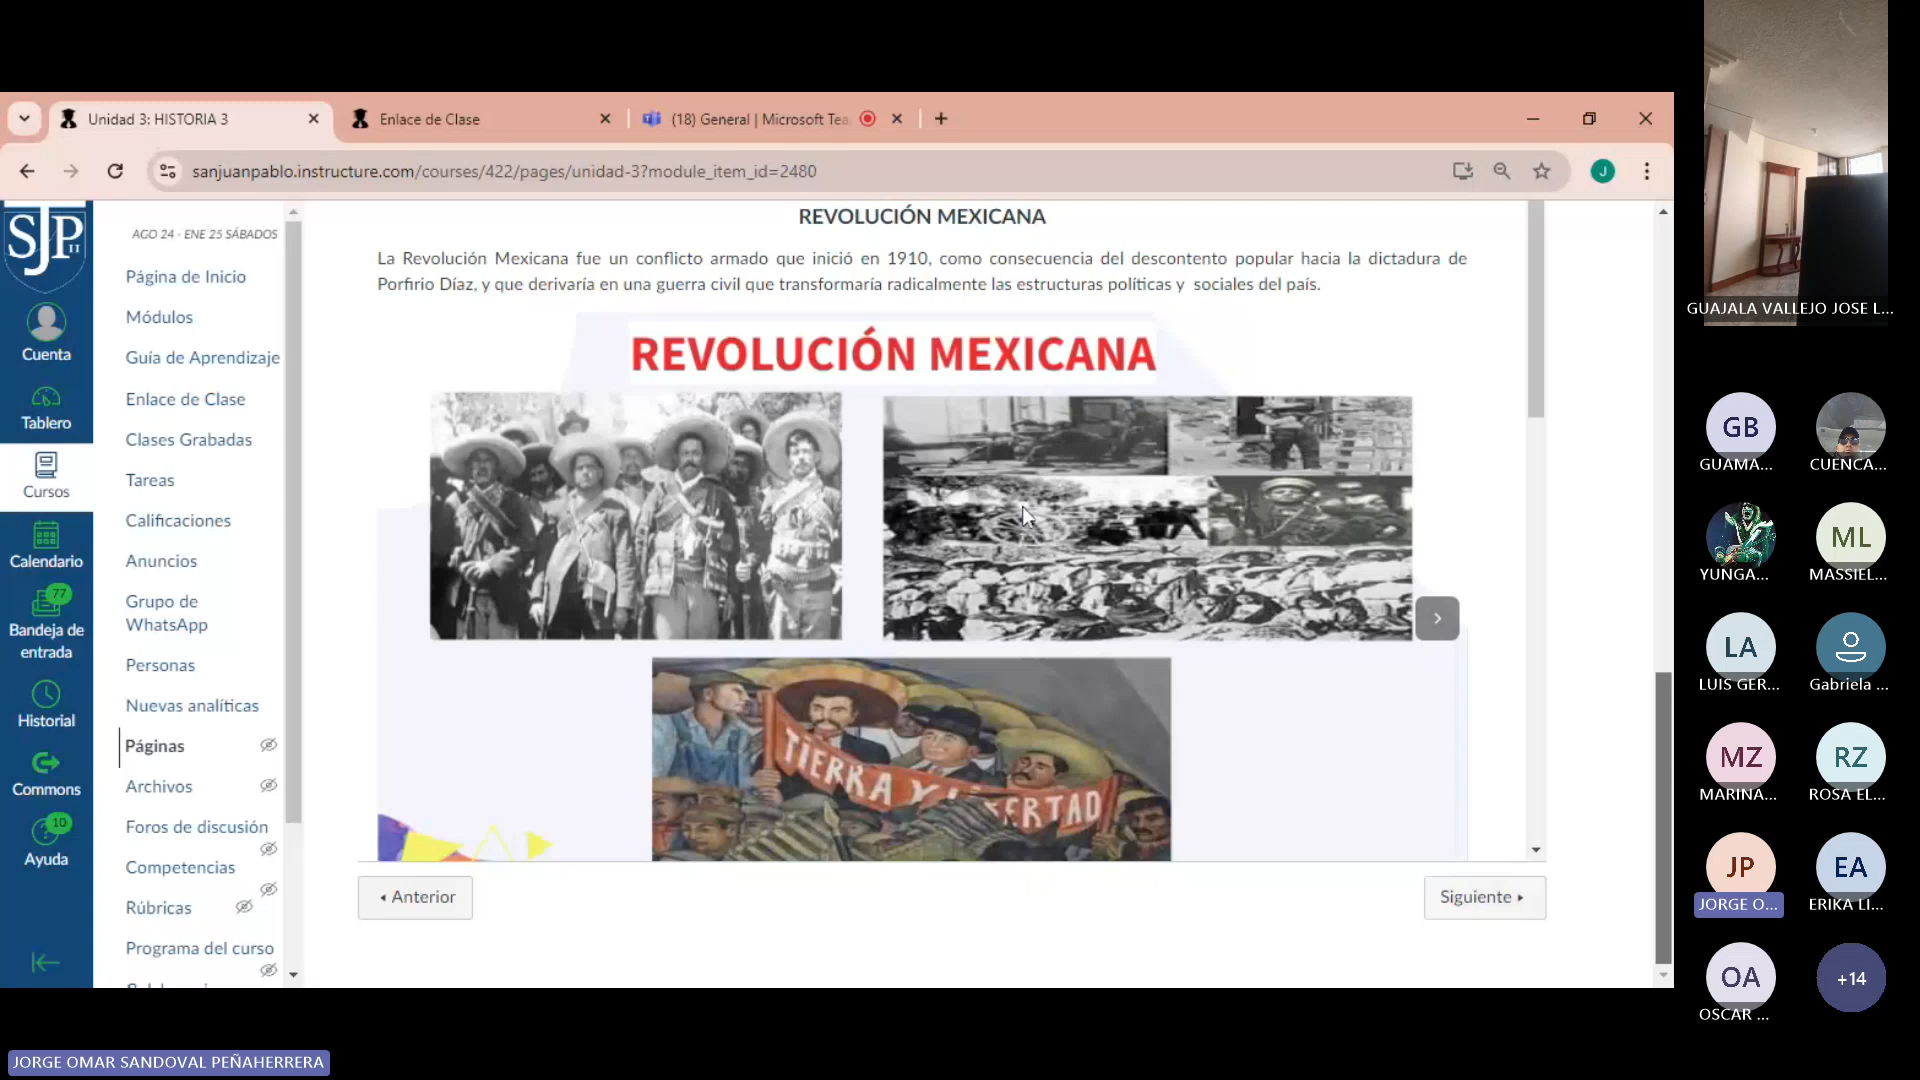 Unidad 3: HISTORIA 3
Enlace de Clase
(18) General | Microsoft Tea
sanjuanpablo.instructure.com/courses/422/pages/unidad-3?module_item_id=2480
J
SJP II
Cuenta
Tablero
Cursos
Calendario
77
Bandeja de
entrada
Historial
Commons
10
Ayuda
AGO 24 - ENE 25 SÁBADOS
Página de Inicio
Módulos
Guía de Aprendizaje
Enlace de Clase
Clases Grabadas
Tareas
Calificaciones
Anuncios
Grupo de
WhatsApp
Personas
Nuevas analíticas
Páginas
Archivos
Foros de discusión
Competencias
Rúbricas
Programa del curso
REVOLUCIÓN MEXICANA
La Revolución Mexicana fue un conflicto armado que inició en 1910, como consecuencia del descontento popular hacia la dictadura de
Porfirio Díaz, y que derivaría en una guerra civil que transformaría radicalmente las estructuras políticas y sociales del país.
REVOLUCIÓN MEXICANA
TIERRA Y LIBERTAD
Anterior
Siguiente
GUAJALA VALLEJO JOSE L...
GB
GUAMA...
CUENCA...
YUNGA...
ML
MASSIEL...
LA
LUIS GER...
Gabriela ...
MZ
MARINA...
RZ
ROSA EL...
JP
JORGE O...
EA
ERIKA LI...
OA
OSCAR ...
+14
JORGE OMAR SANDOVAL PEÑAHERRERA